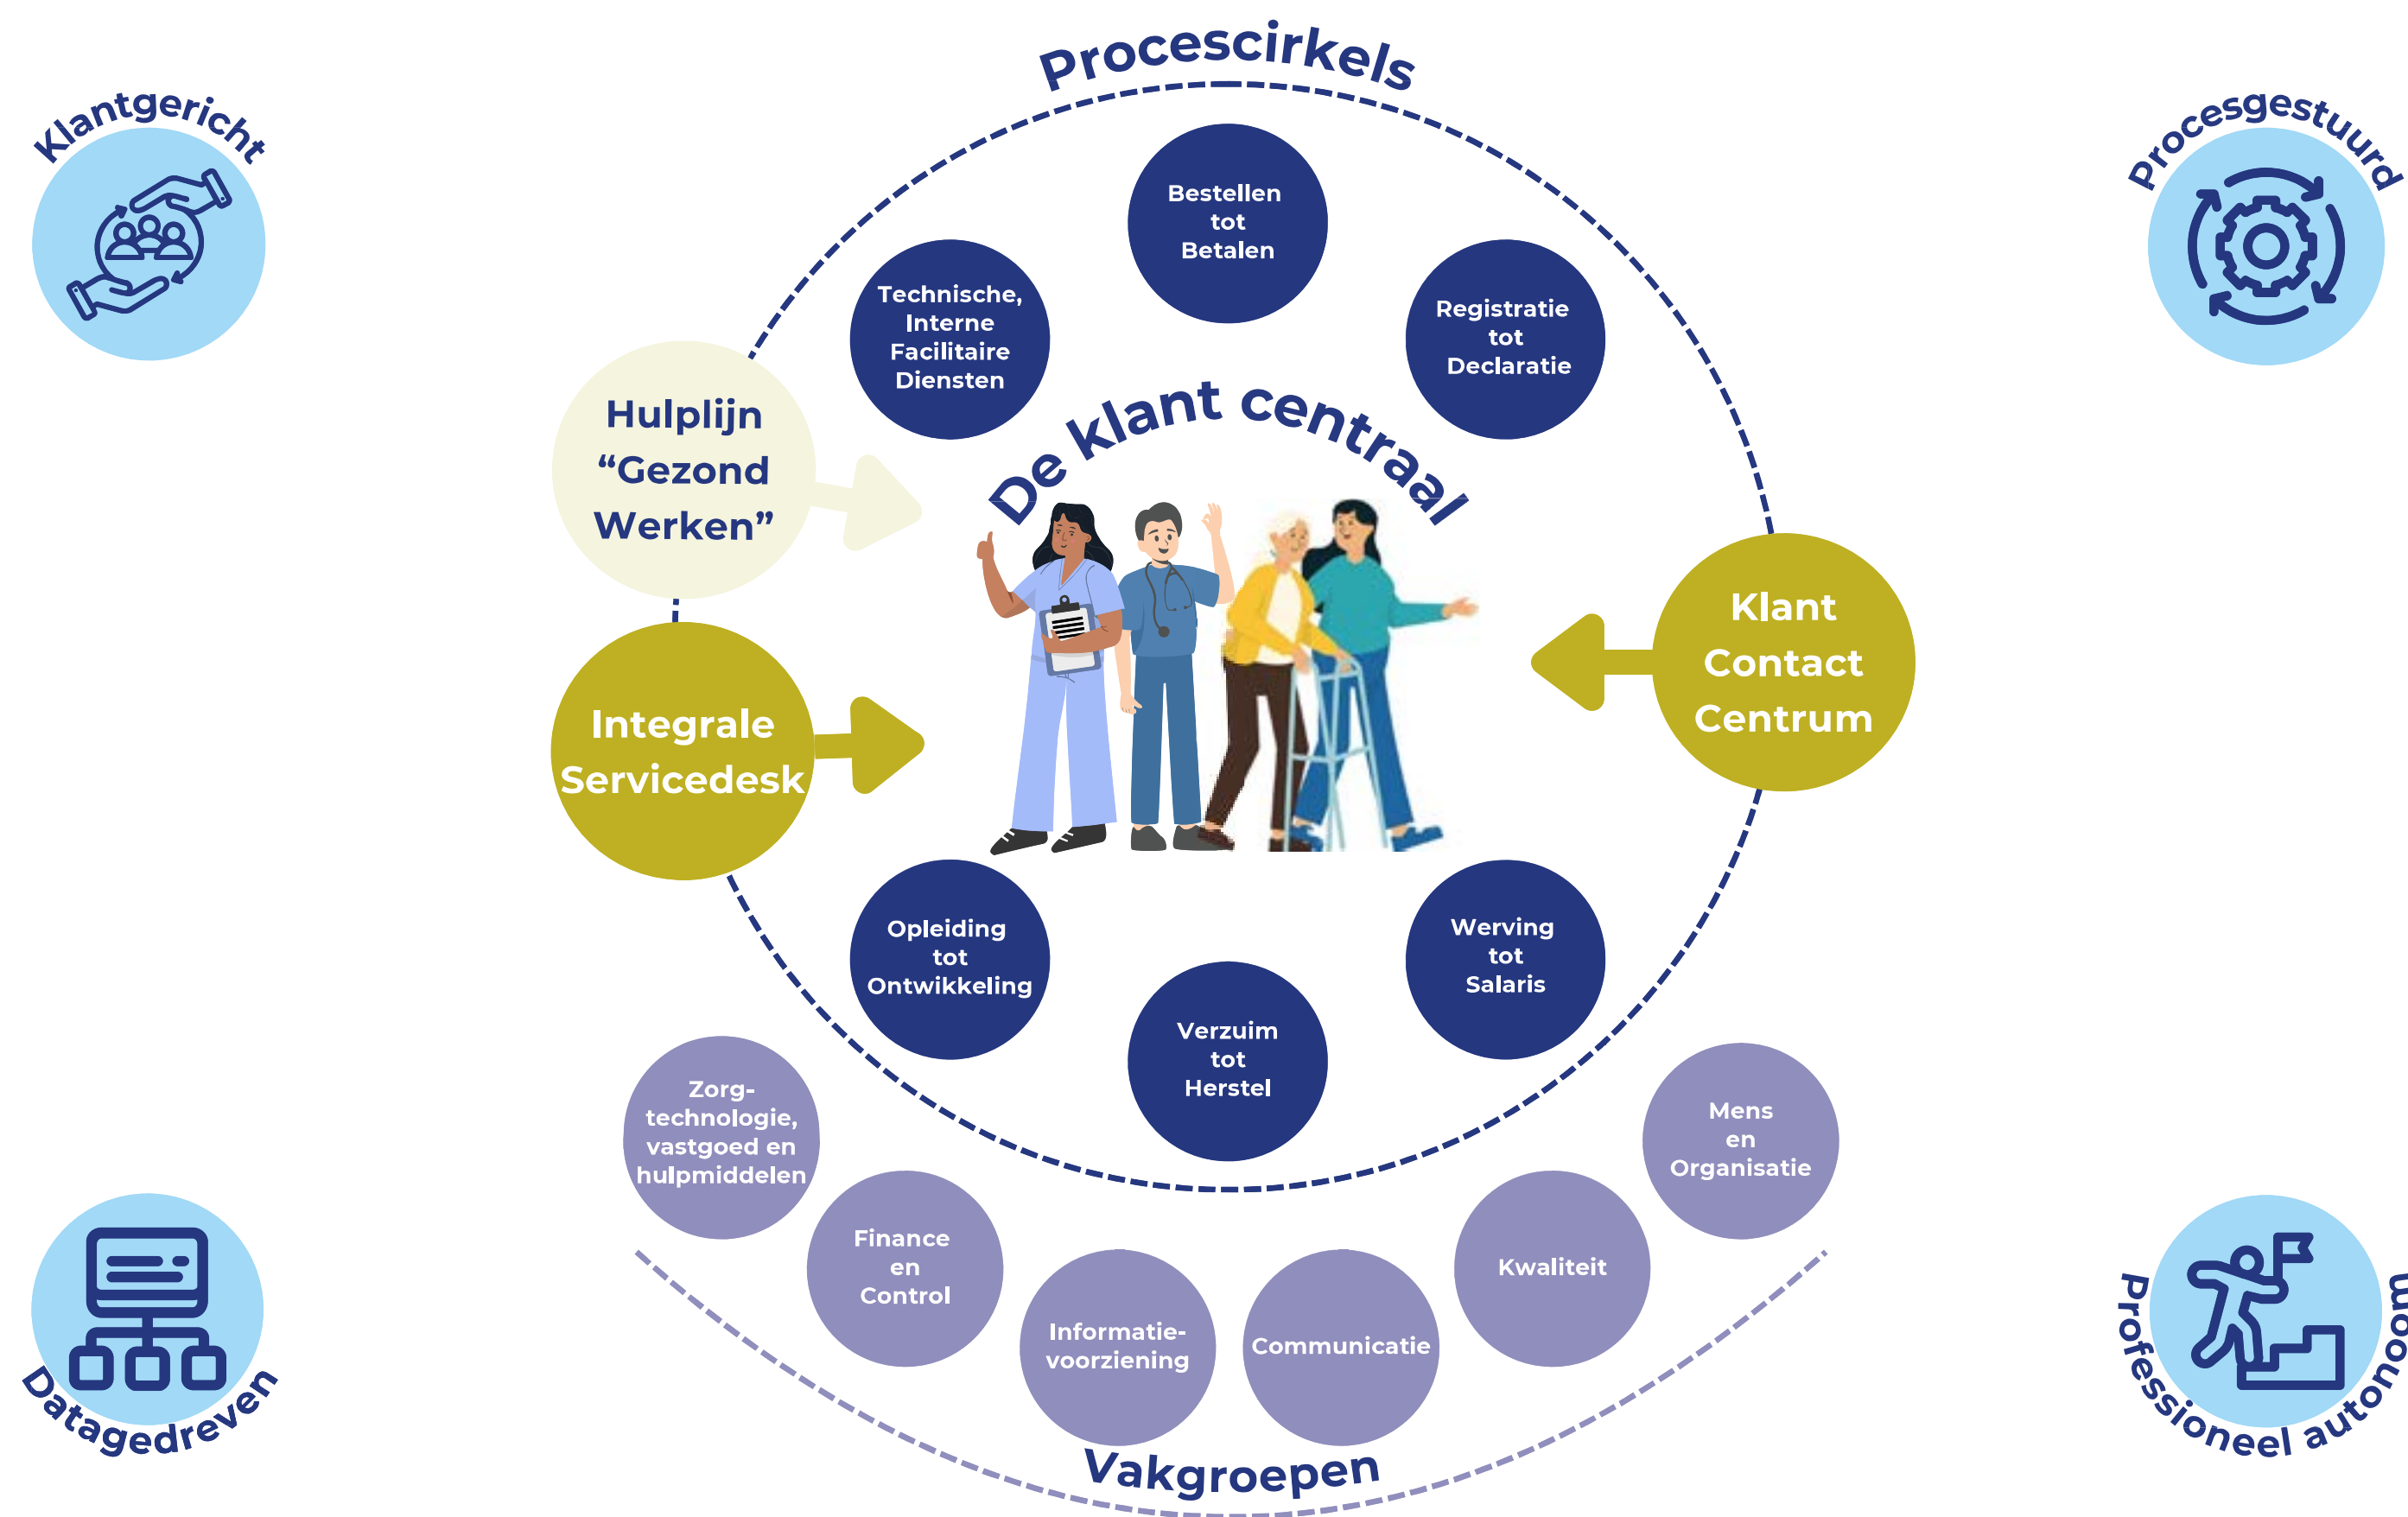 Procescirkels
Klantgericht
Procesgestuurd
Bestellen
tot
Betalen
Technische,
Interne
Facilitaire
Diensten
Registratie
tot
Declaratie
De klant centraal
Hulplijn
“Gezond
Werken”
Klant
Contact
Centrum
Integrale
Servicedesk
Opleiding
tot
Ontwikkeling
Werving
tot
Salaris
Verzuim
tot
Herstel
Zorg-
technologie,
vastgoed en
hulpmiddelen
Mens
en
Organisatie
Finance
en
Control
Kwaliteit
Informatie-
voorziening
Communicatie
Vakgroepen
Datagedreven
Professioneel autonoom